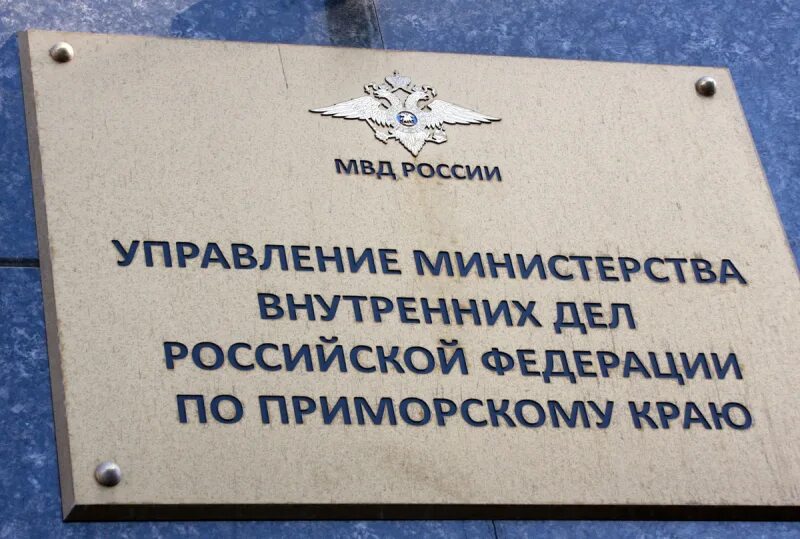 МВД РОССИИ
УПРАВЛЕНИЕ МИНИСТЕРСТВА
ВНУТРЕННИХ ДЕЛ
РОССИЙСКОЙ ФЕДЕРАЦИИ
ПО ПРИМОРСКОМУ КРАЮ